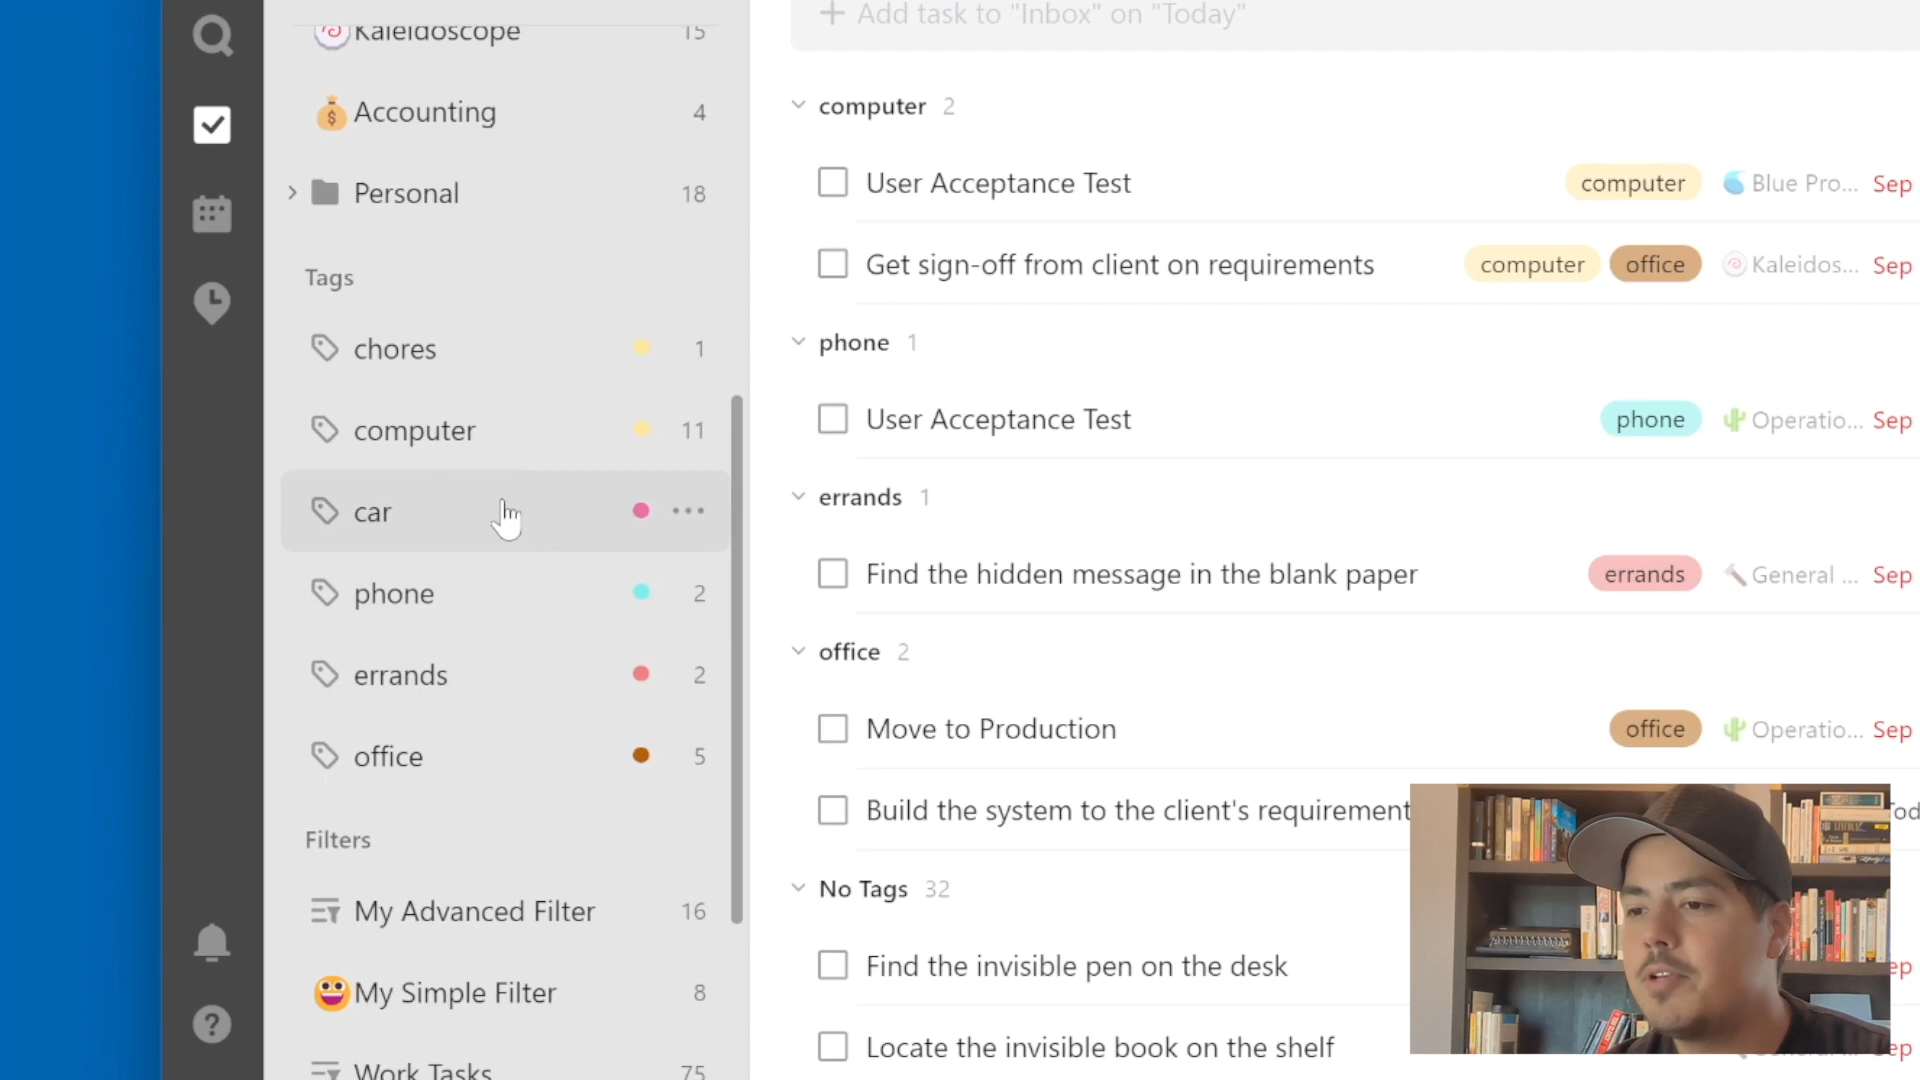 Kaleidoscope 15
Accounting 4
Personal 18
Tags
chores 1
computer 11
car
phone 2
errands 2
office 5
Filters
My Advanced Filter 16
My Simple Filter 8
Work Tasks 75
Add task to "Inbox" on "Today"
computer 2
User Acceptance Test computer Blue Pro... Sep
Get sign-off from client on requirements computer office Kaleidos... Sep
phone 1
User Acceptance Test phone Operatio... Sep
errands 1
Find the hidden message in the blank paper errands General ... Sep
office 2
Move to Production office Operatio... Sep
Build the system to the client's requirement
No Tags 32
Find the invisible pen on the desk
Locate the invisible book on the shelf